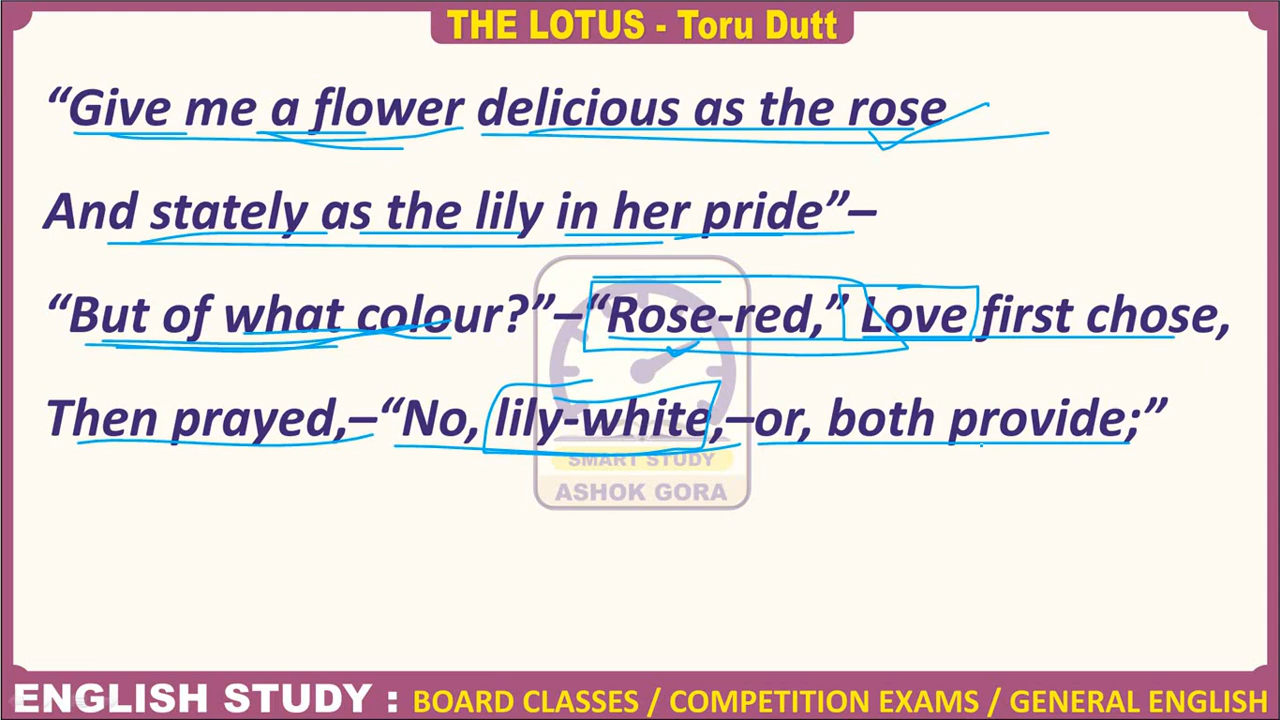 THE LOTUS - Toru Dutt
“Give me a flower delicious as the rose
And stately as the lily in her pride”–
“But of what colour?”–“Rose-red,” Love first chose,
Then prayed,–“No, lily-white,–or, both provide;”
SMART STUDY
ASHOK GORA
ENGLISH STUDY : BOARD CLASSES / COMPETITION EXAMS / GENERAL ENGLISH